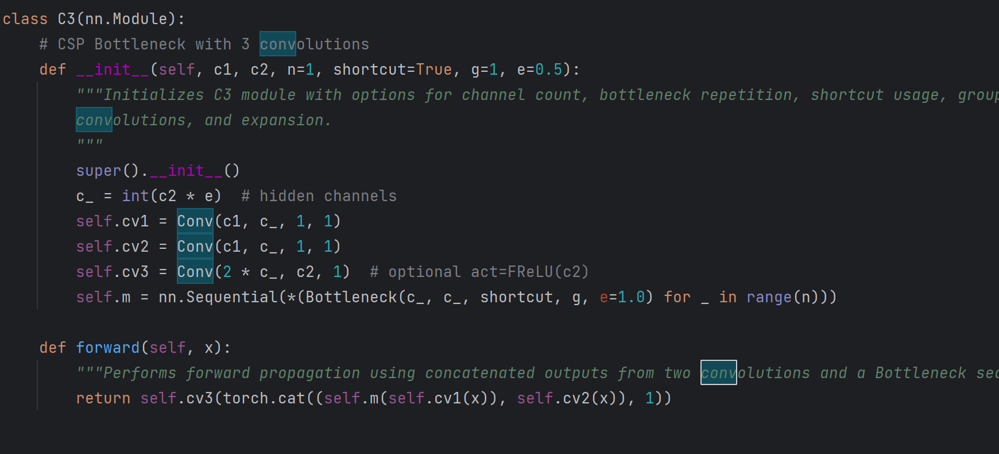 class C3(nn.Module):
    # CSP Bottleneck with 3 convolutions
    def __init__(self, c1, c2, n=1, shortcut=True, g=1, e=0.5):
        """Initializes C3 module with options for channel count, bottleneck repetition, shortcut usage, group
        convolutions, and expansion.
        """
        super().__init__()
        c_ = int(c2 * e)  # hidden channels
        self.cv1 = Conv(c1, c_, 1, 1)
        self.cv2 = Conv(c1, c_, 1, 1)
        self.cv3 = Conv(2 * c_, c2, 1)  # optional act=FReLU(c2)
        self.m = nn.Sequential(*(Bottleneck(c_, c_, shortcut, g, e=1.0) for _ in range(n)))
    def forward(self, x):
        """Performs forward propagation using concatenated outputs from two convolutions and a Bottleneck
        return self.cv3(torch.cat((self.m(self.cv1(x)), self.cv2(x)), 1))